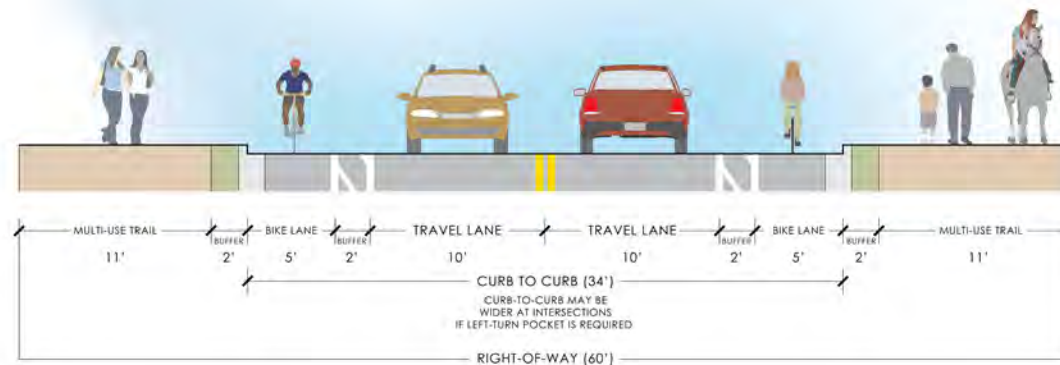 MULTI-USE TRAIL BUFFER BIKE LANE BUFFER TRAVEL LANE TRAVEL LANE BUFFER BIKE LANE BUFFER MULTI-USE TRAIL
11' 2' 5' 2' 10' 10' 2' 5' 2' 11'
CURB TO CURB (34')
CURB-TO-CURB MAY BE
WIDER AT INTERSECTIONS
IF LEFT-TURN POCKET IS REQUIRED
RIGHT-OF-WAY (60')